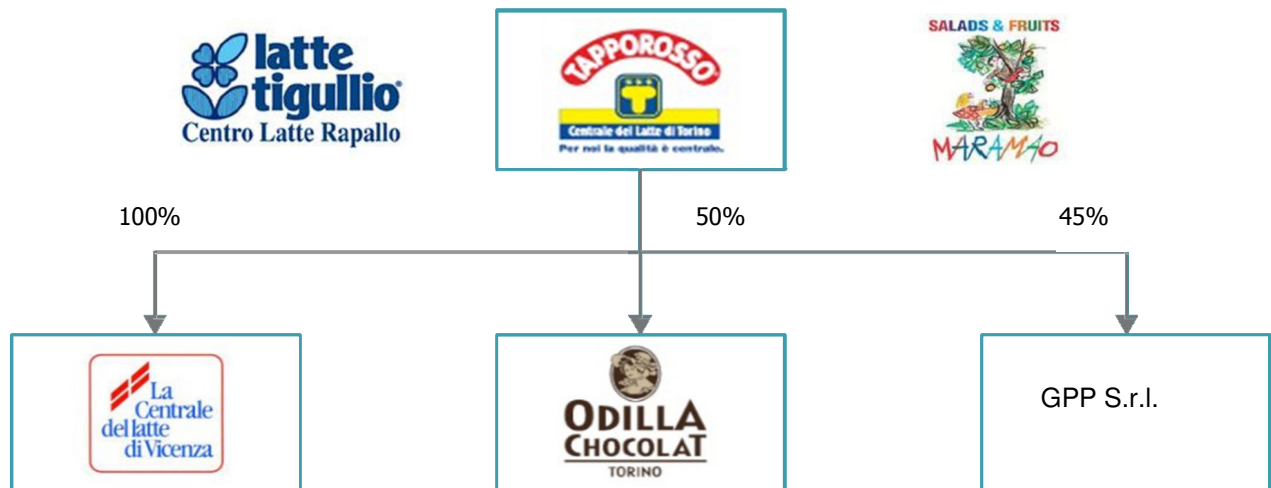 latte
tigullio
Centro Latte Rapallo
TAPPOROSSO
Centrale del Latte di Torino
Per noi la qualità è centrale.
SALADS & FRUITS
MARAMAO
100%
50%
45%
La
Centrale
del latte
di Vicenza
ODILLA
CHOCOLAT
TORINO
GPP S.r.l.